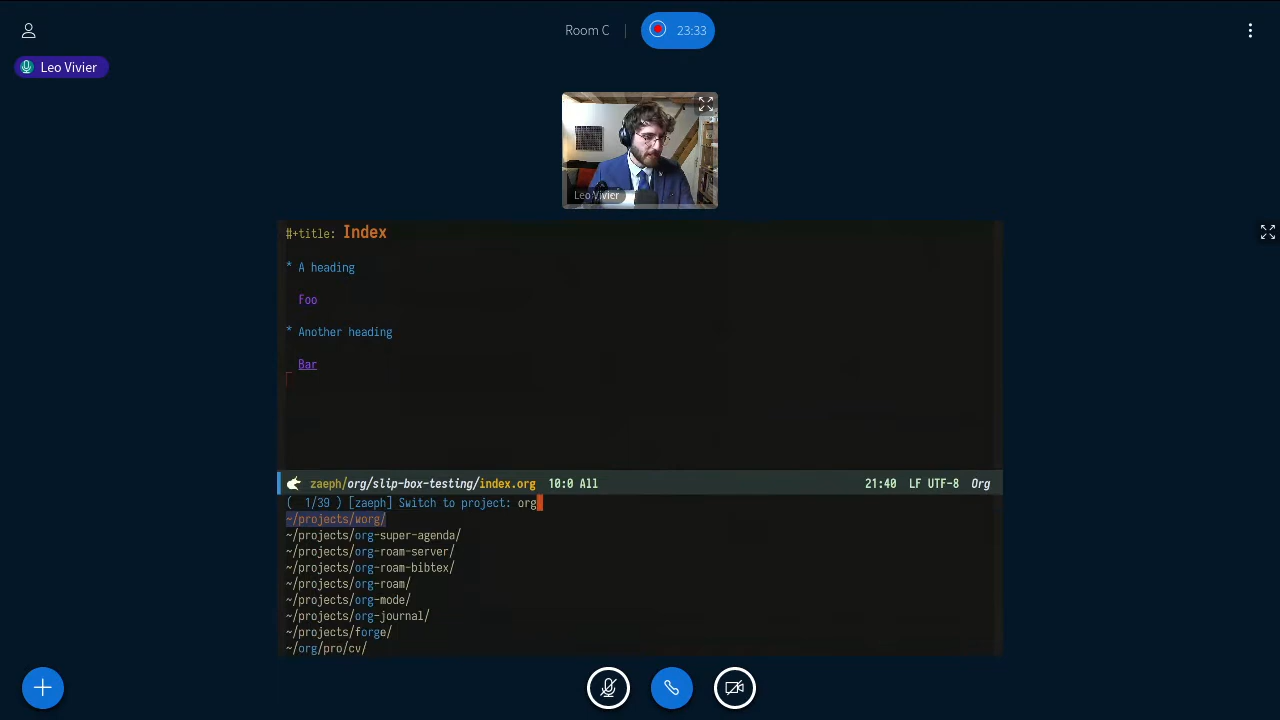 Room C
23:33
Leo Vivier
Leo Vivier
#+title: Index
* A heading
Foo
* Another heading
Bar
zaeph/org/slip-box-testing/index.org 10:0 All 21:40 LF UTF-8 Org
( 1/39 ) [zaeph] Switch to project: org
~/projects/worg/
~/projects/org-super-agenda/
~/projects/org-roam-server/
~/projects/org-roam-bibtex/
~/projects/org-roam/
~/projects/org-mode/
~/projects/org-journal/
~/projects/forge/
~/org/pro/cv/